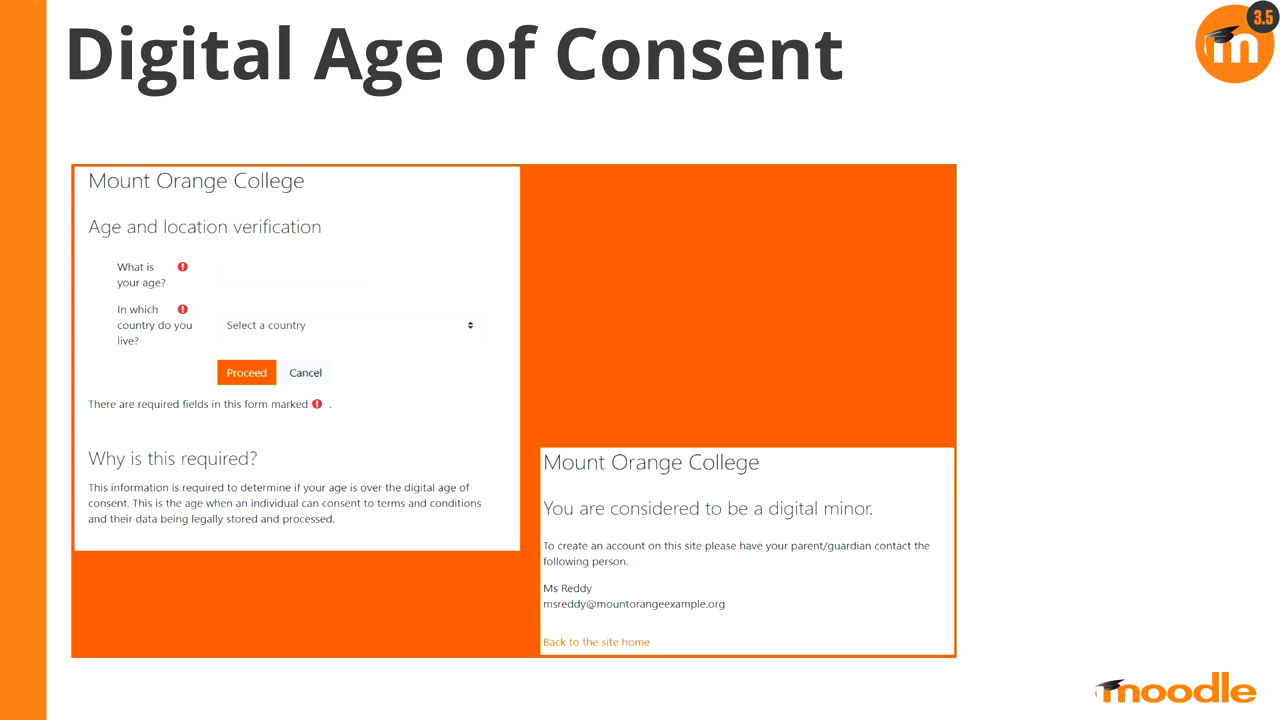 Digital Age of Consent
3.5
m
Mount Orange College
Age and location verification
What is
your age?
In which
country do you
live?
Select a country
Proceed
Cancel
There are required fields in this form marked .
Why is this required?
This information is required to determine if your age is over the digital age of
consent. This is the age when an individual can consent to terms and conditions
and their data being legally stored and processed.
Mount Orange College
You are considered to be a digital minor.
To create an account on this site please have your parent/guardian contact the
following person.
Ms Reddy
msreddy@mountorangeexample.org
Back to the site home
moodle